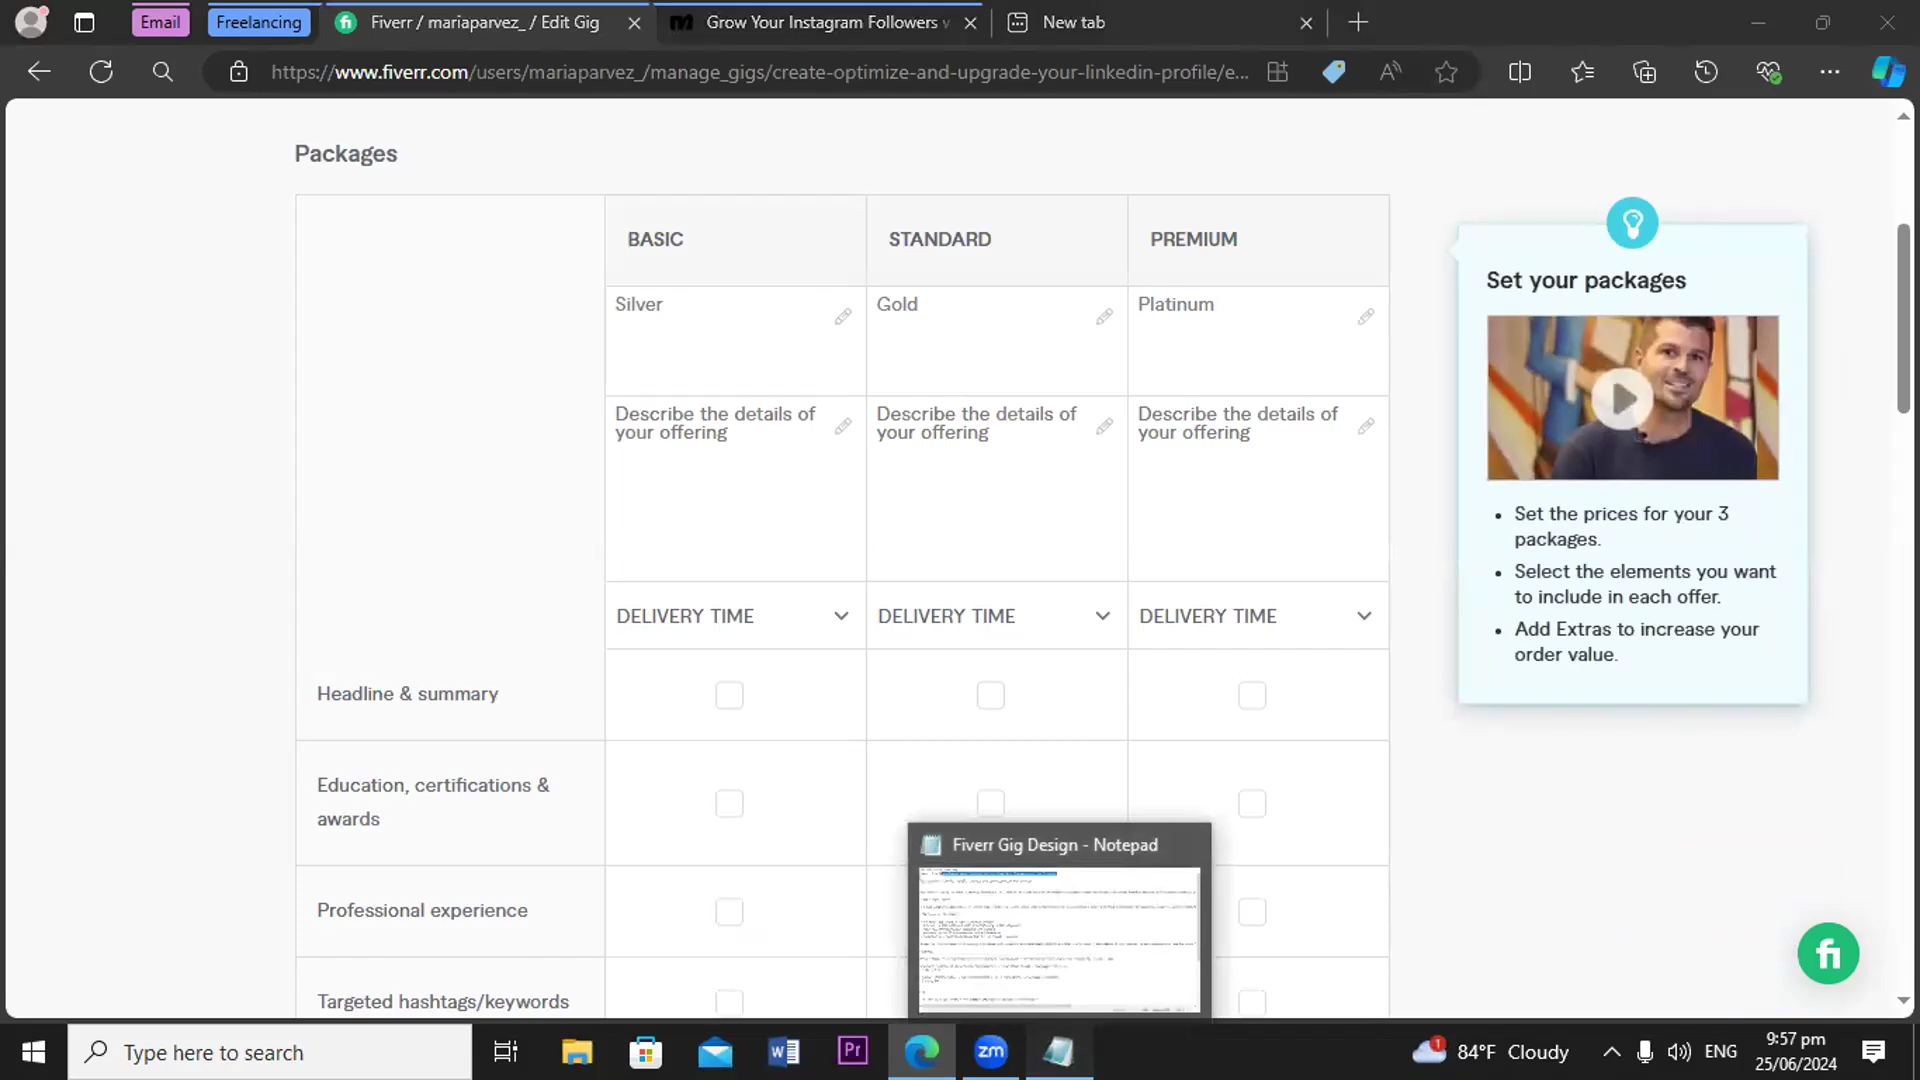 Email
Freelancing
Fiverr / mariaparvez_ / Edit Gig
Grow Your Instagram Followers
New tab
https://www.fiverr.com/users/mariaparvez_/manage_gigs/create-optimize-and-upgrade-your-linkedin-profile/e...
Packages
BASIC
STANDARD
PREMIUM
Silver
Gold
Platinum
Describe the details of
your offering
Describe the details of
your offering
Describe the details of
your offering
DELIVERY TIME
DELIVERY TIME
DELIVERY TIME
Headline & summary
Education, certifications &
awards
Professional experience
Targeted hashtags/keywords
Set your packages
• Set the prices for your 3
packages.
• Select the elements you want
to include in each offer.
• Add Extras to increase your
order value.
fi
Fiverr Gig Design - Notepad
Type here to search
W
Pr
zm
1
84°F Cloudy
ENG
9:57 pm
25/06/2024